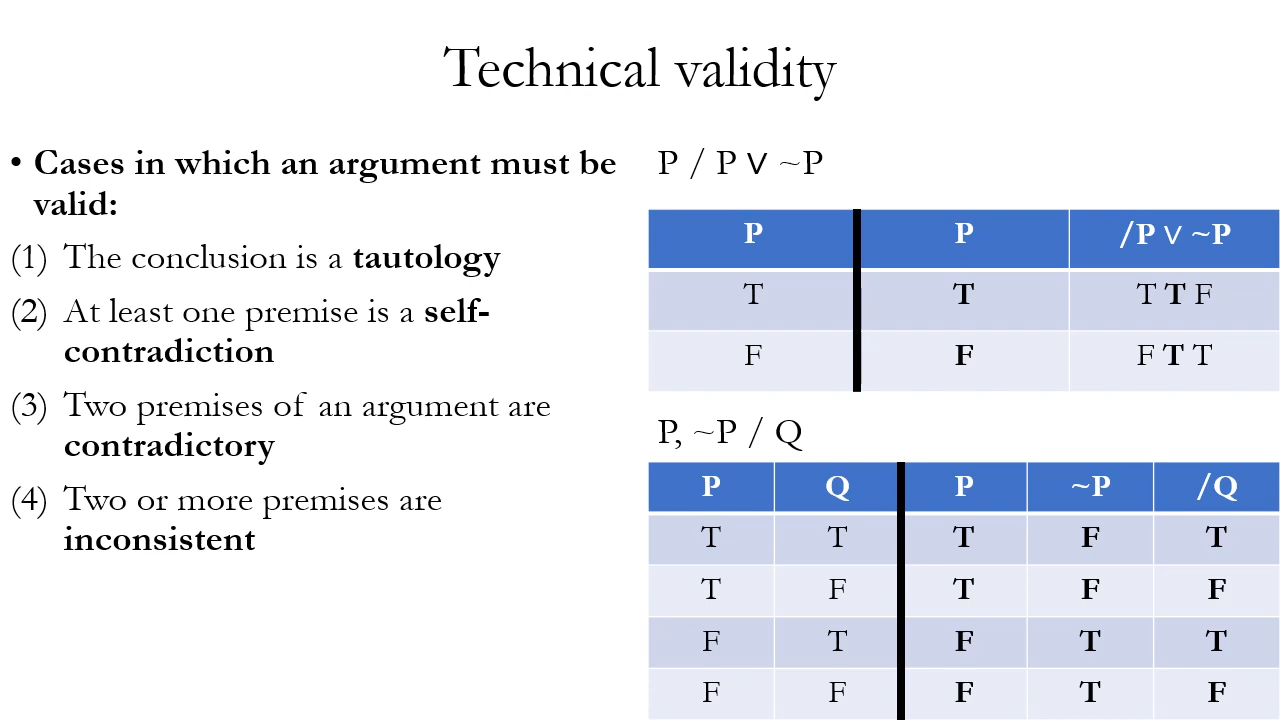 Technical validity
• Cases in which an argument must be
valid:
(1) The conclusion is a tautology
(2) At least one premise is a self-
contradiction
(3) Two premises of an argument are
contradictory
(4) Two or more premises are
inconsistent
P / P ∨ ~P
P P /P ∨ ~P
T T T T F
F F F T T
P, ~P / Q
P Q P ~P /Q
T T T F T
T F T F F
F T F T T
F F F T F